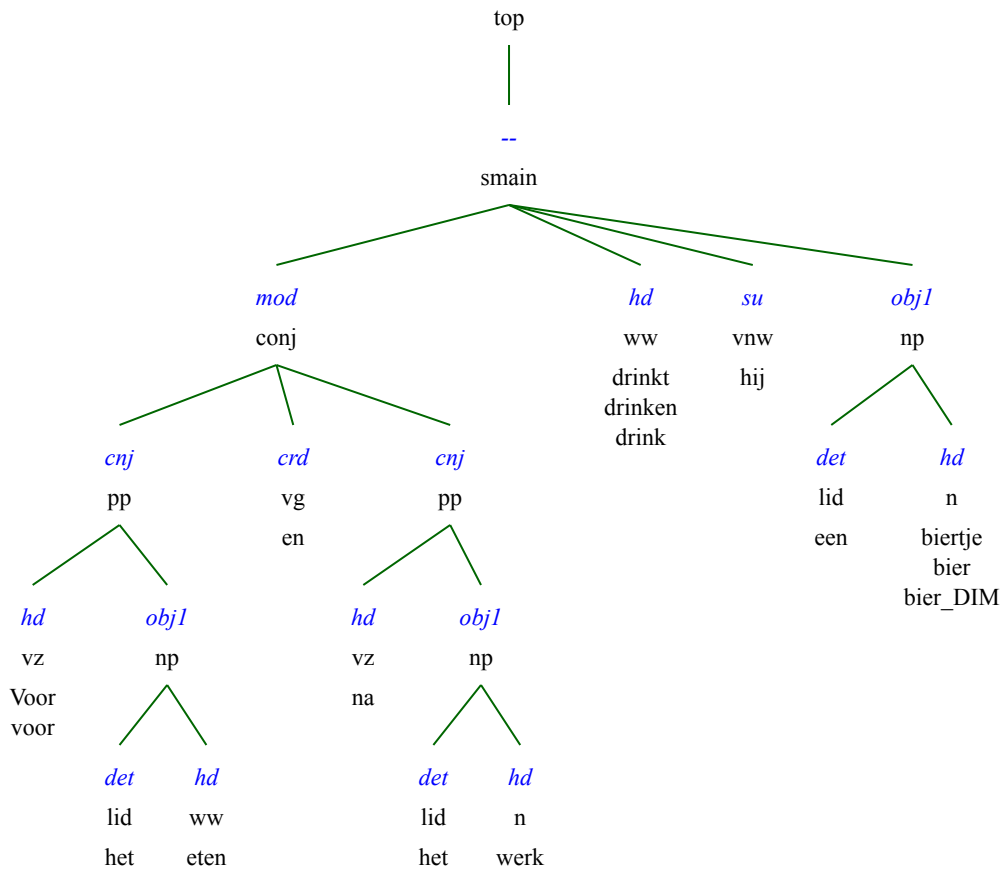 top
--
smain
mod hd su obj1
conj ww vnw np
drinkt hij
drinken
drink
cnj crd cnj det hd
pp vg pp lid n
en een biertje
bier
bier_DIM
hd obj1 hd obj1
vz np vz np
Voor na
voor
det hd det hd
lid ww lid n
het eten het werk